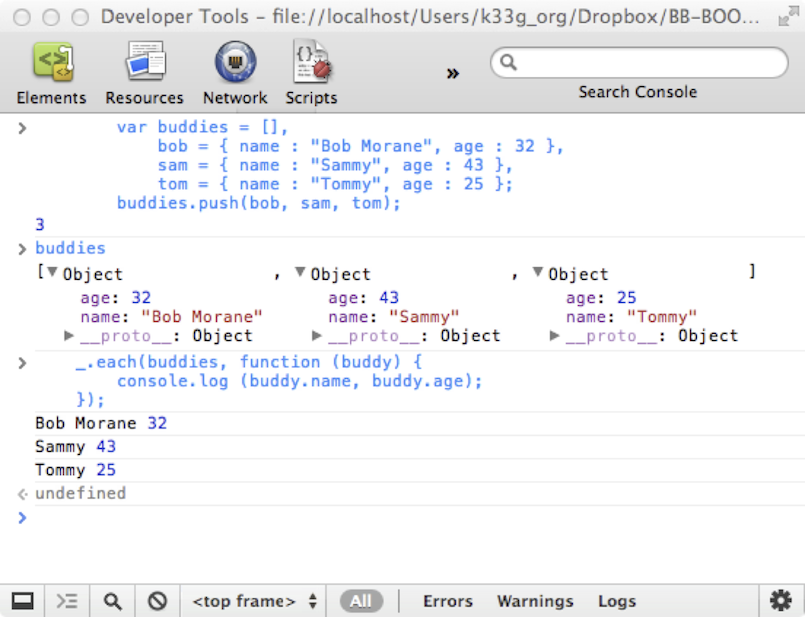 Developer Tools - file://localhost/Users/k33g_org/Dropbox/BB-BOO...
Elements Resources Network Scripts » Search Console
> var buddies = [],
bob = { name : "Bob Morane", age : 32 },
sam = { name : "Sammy", age : 43 },
tom = { name : "Tommy", age : 25 };
buddies.push(bob, sam, tom);
3
> buddies
[▼Object , ▼Object , ▼Object ]
age: 32 age: 43 age: 25
name: "Bob Morane" name: "Sammy" name: "Tommy"
▶__proto__: Object ▶__proto__: Object ▶__proto__: Object
> _.each(buddies, function (buddy) {
console.log (buddy.name, buddy.age);
});
Bob Morane 32
Sammy 43
Tommy 25
undefined
>
<top frame> All Errors Warnings Logs